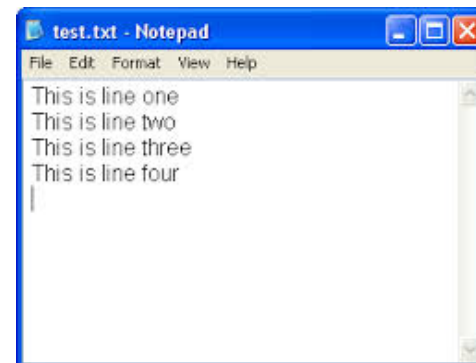 test.txt - Notepad
File Edit Format View Help
This is line one
This is line two
This is line three
This is line four